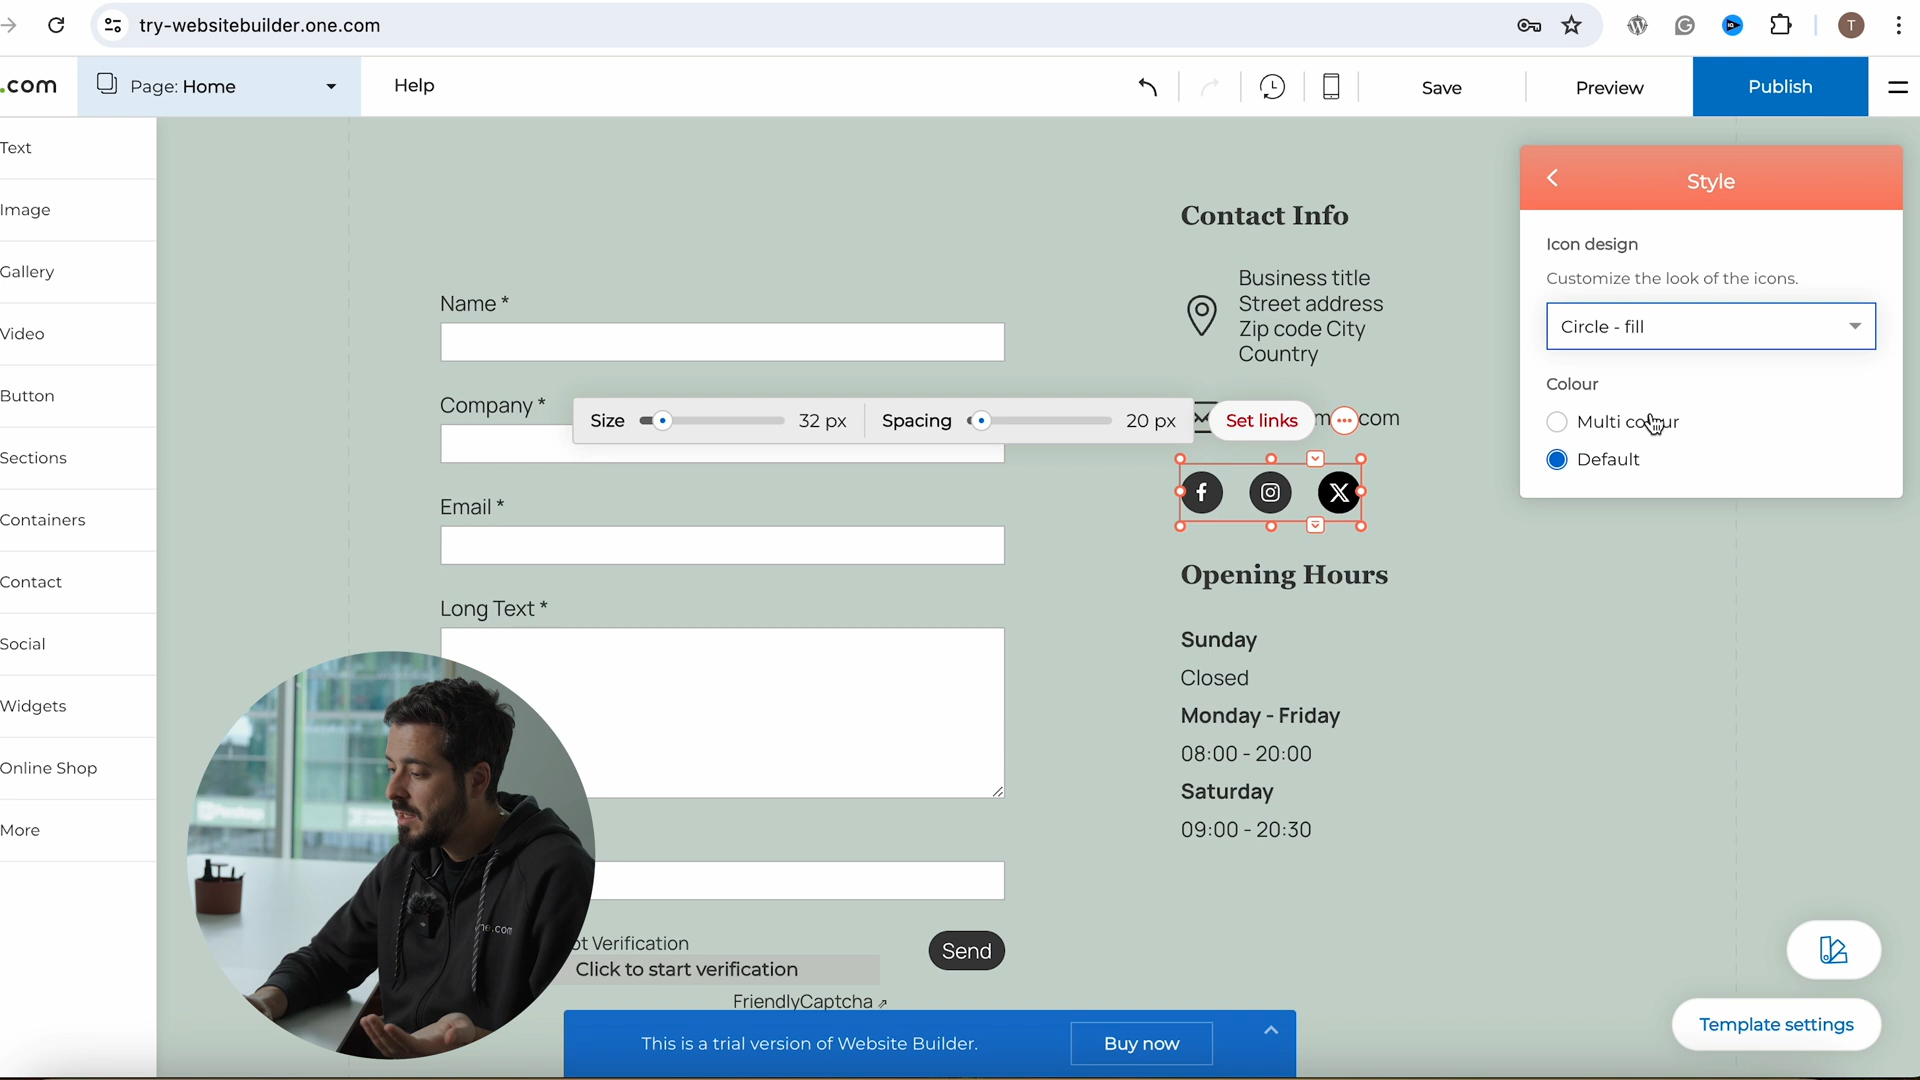 try-websitebuilder.one.com
T
.com
Page: Home
Help
Save
Preview
Publish
Text
Image
Gallery
Video
Button
Sections
Containers
Contact
Social
Widgets
Online Shop
More
Name *
Company *
Email *
Long Text *
Size
32 px
Spacing
20 px
Set links
Contact Info
Business title
Street address
Zip code City
Country
com
Opening Hours
Sunday
Closed
Monday - Friday
08:00 - 20:00
Saturday
09:00 - 20:30
Style
Icon design
Customize the look of the icons.
Circle - fill
Colour
Multi colour
Default
ot Verification
Click to start verification
FriendlyCaptcha
Send
ne.com
This is a trial version of Website Builder.
Buy now
Template settings